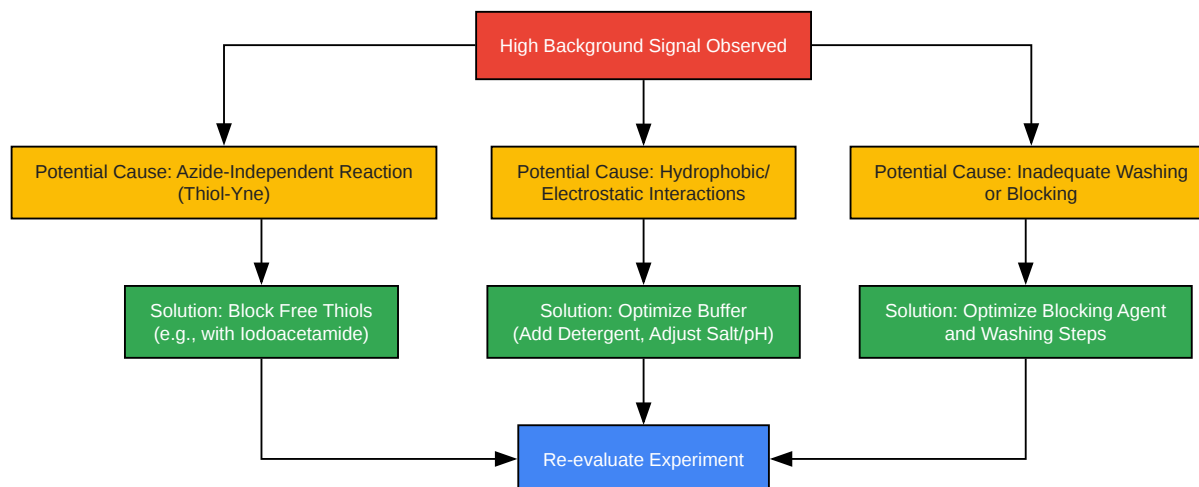 High Background Signal Observed
Potential Cause: Azide-Independent Reaction
(Thiol-Yne)
Potential Cause: Hydrophobic/
Electrostatic Interactions
Potential Cause: Inadequate Washing
or Blocking
Solution: Block Free Thiols
(e.g., with Iodoacetamide)
Solution: Optimize Buffer
(Add Detergent, Adjust Salt/pH)
Solution: Optimize Blocking Agent
and Washing Steps
Re-evaluate Experiment